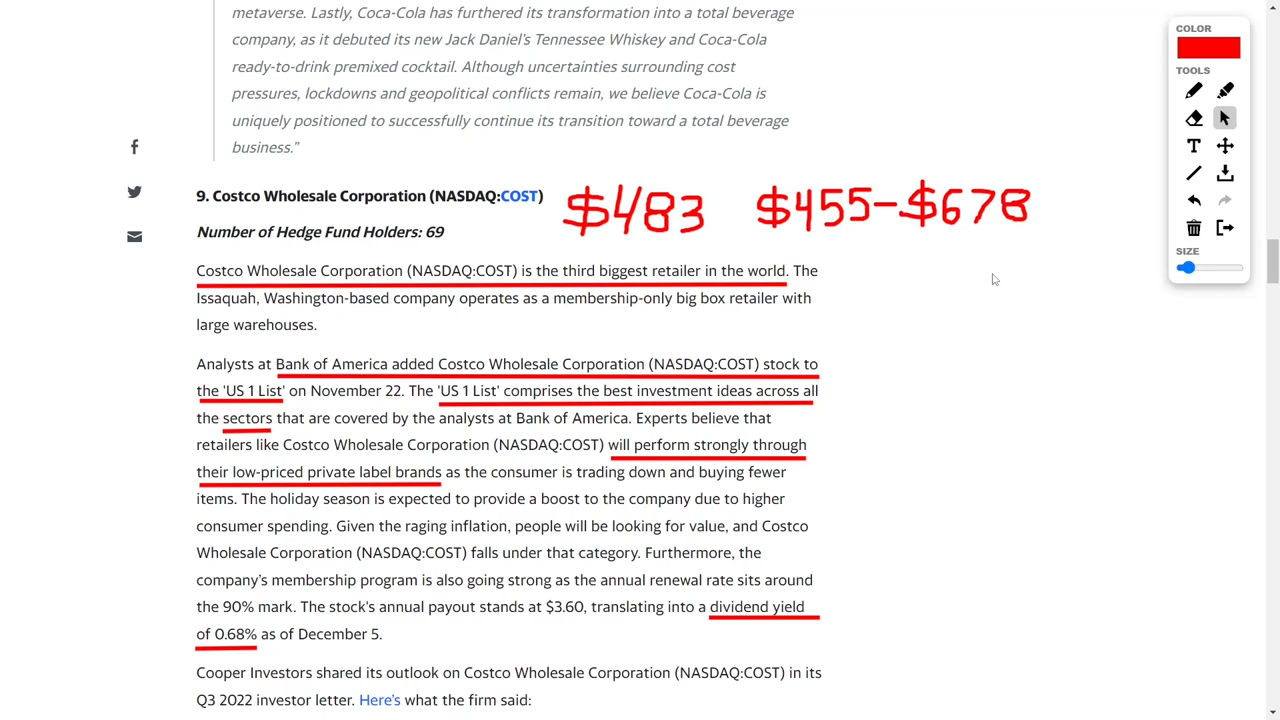 metaverse. Lastly, Coca-Cola has furthered its transformation into a total beverage
company, as it debuted its new Jack Daniel's Tennessee Whiskey and Coca-Cola
ready-to-drink premixed cocktail. Although uncertainties surrounding cost
pressures, lockdowns and geopolitical conflicts remain, we believe Coca-Cola is
uniquely positioned to successfully continue its transition toward a total beverage
business.”
9. Costco Wholesale Corporation (NASDAQ:COST) $483 $455-$678
Number of Hedge Fund Holders: 69
Costco Wholesale Corporation (NASDAQ:COST) is the third biggest retailer in the world. The
Issaquah, Washington-based company operates as a membership-only big box retailer with
large warehouses.
Analysts at Bank of America added Costco Wholesale Corporation (NASDAQ:COST) stock to
the 'US 1 List' on November 22. The 'US 1 List' comprises the best investment ideas across all
the sectors that are covered by the analysts at Bank of America. Experts believe that
retailers like Costco Wholesale Corporation (NASDAQ:COST) will perform strongly through
their low-priced private label brands as the consumer is trading down and buying fewer
items. The holiday season is expected to provide a boost to the company due to higher
consumer spending. Given the raging inflation, people will be looking for value, and Costco
Wholesale Corporation (NASDAQ:COST) falls under that category. Furthermore, the
company's membership program is also going strong as the annual renewal rate sits around
the 90% mark. The stock's annual payout stands at $3.60, translating into a dividend yield
of 0.68% as of December 5.
Cooper Investors shared its outlook on Costco Wholesale Corporation (NASDAQ:COST) in its
Q3 2022 investor letter. Here's what the firm said:
COLOR
TOOLS
SIZE